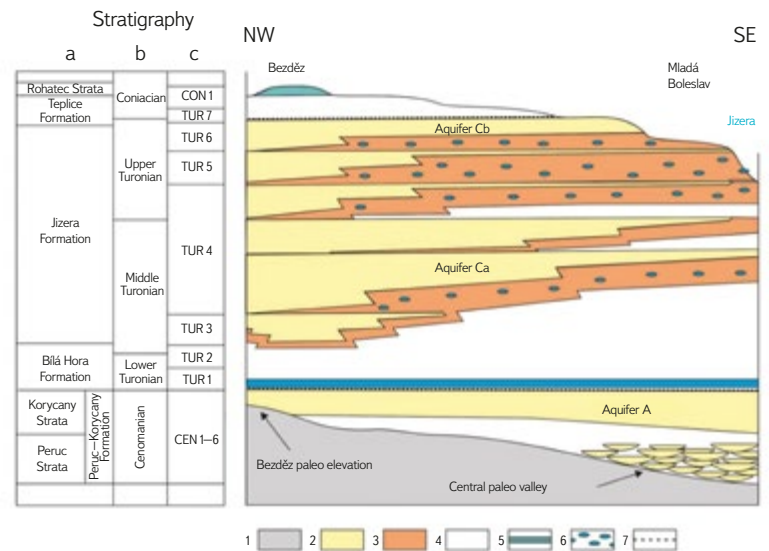 Stratigraphy
NW
SE
a
b
c
Bezděz
Mladá
Boleslav
Jizera
Rohatec Strata
Teplice
Formation
Jizera
Formation
Bílá Hora
Formation
Korycany
Strata
Peruc
Strata
Peruc–Korycany
Formation
Coniacian
Upper
Turonian
Middle
Turonian
Lower
Turonian
Cenomanian
CON 1
TUR 7
TUR 6
TUR 5
TUR 4
TUR 3
TUR 2
TUR 1
CEN 1–6
Aquifer Cb
Aquifer Ca
Aquifer A
Bezděz paleo elevation
Central paleo valley
1 2 3 4 5 6 7